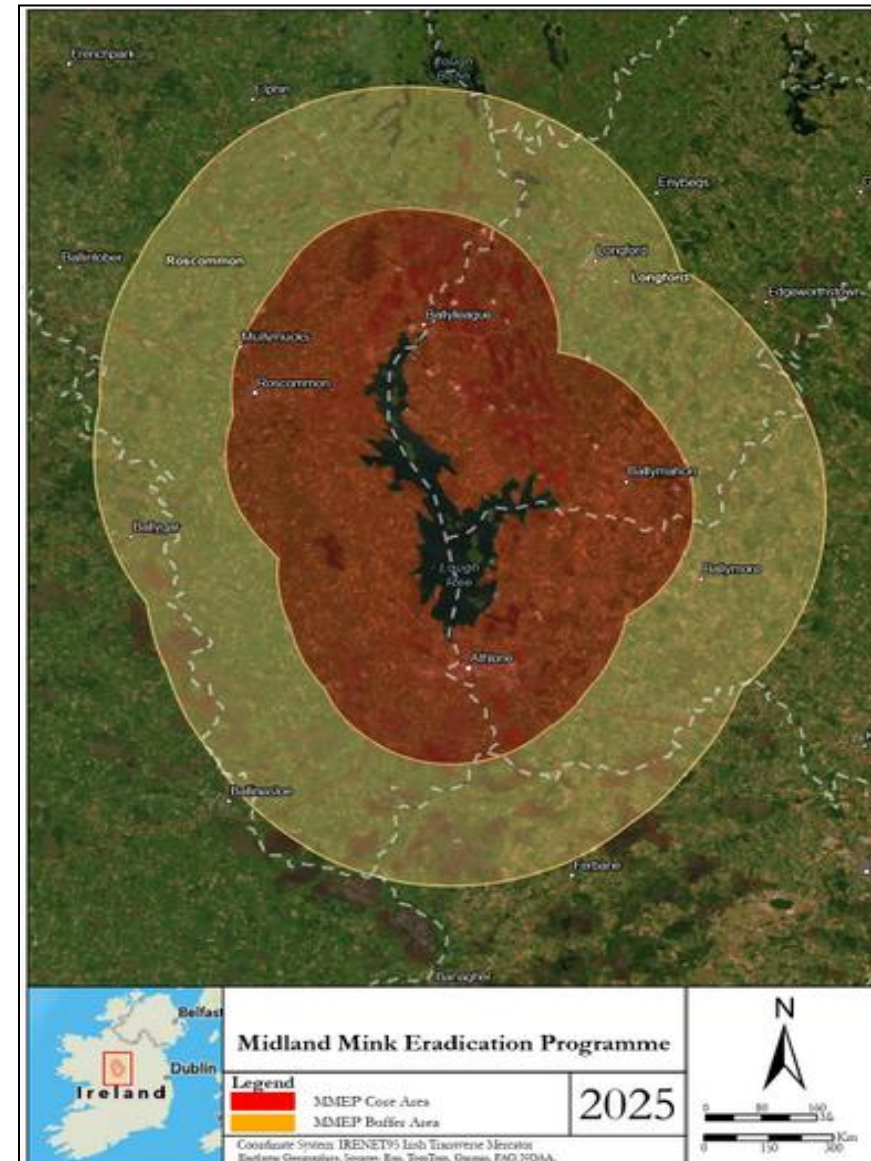 Frenchpark
Lough
Elphin
Ballintober
Roscommon
Longford
Longford
Edgeworthstown
Ballyleague
Roscommon
Ballymahon
Ballymore
Lough
Ree
Athlone
Ballinasloe
Ferbane
Banagher
Belfast
Dublin
Ireland
Midland Mink Eradication Programme
Legend
MMEP Core Area
MMEP Buffer Area
2025
N
Km
Coordinate System: IRENET95 Irish Transverse Mercator